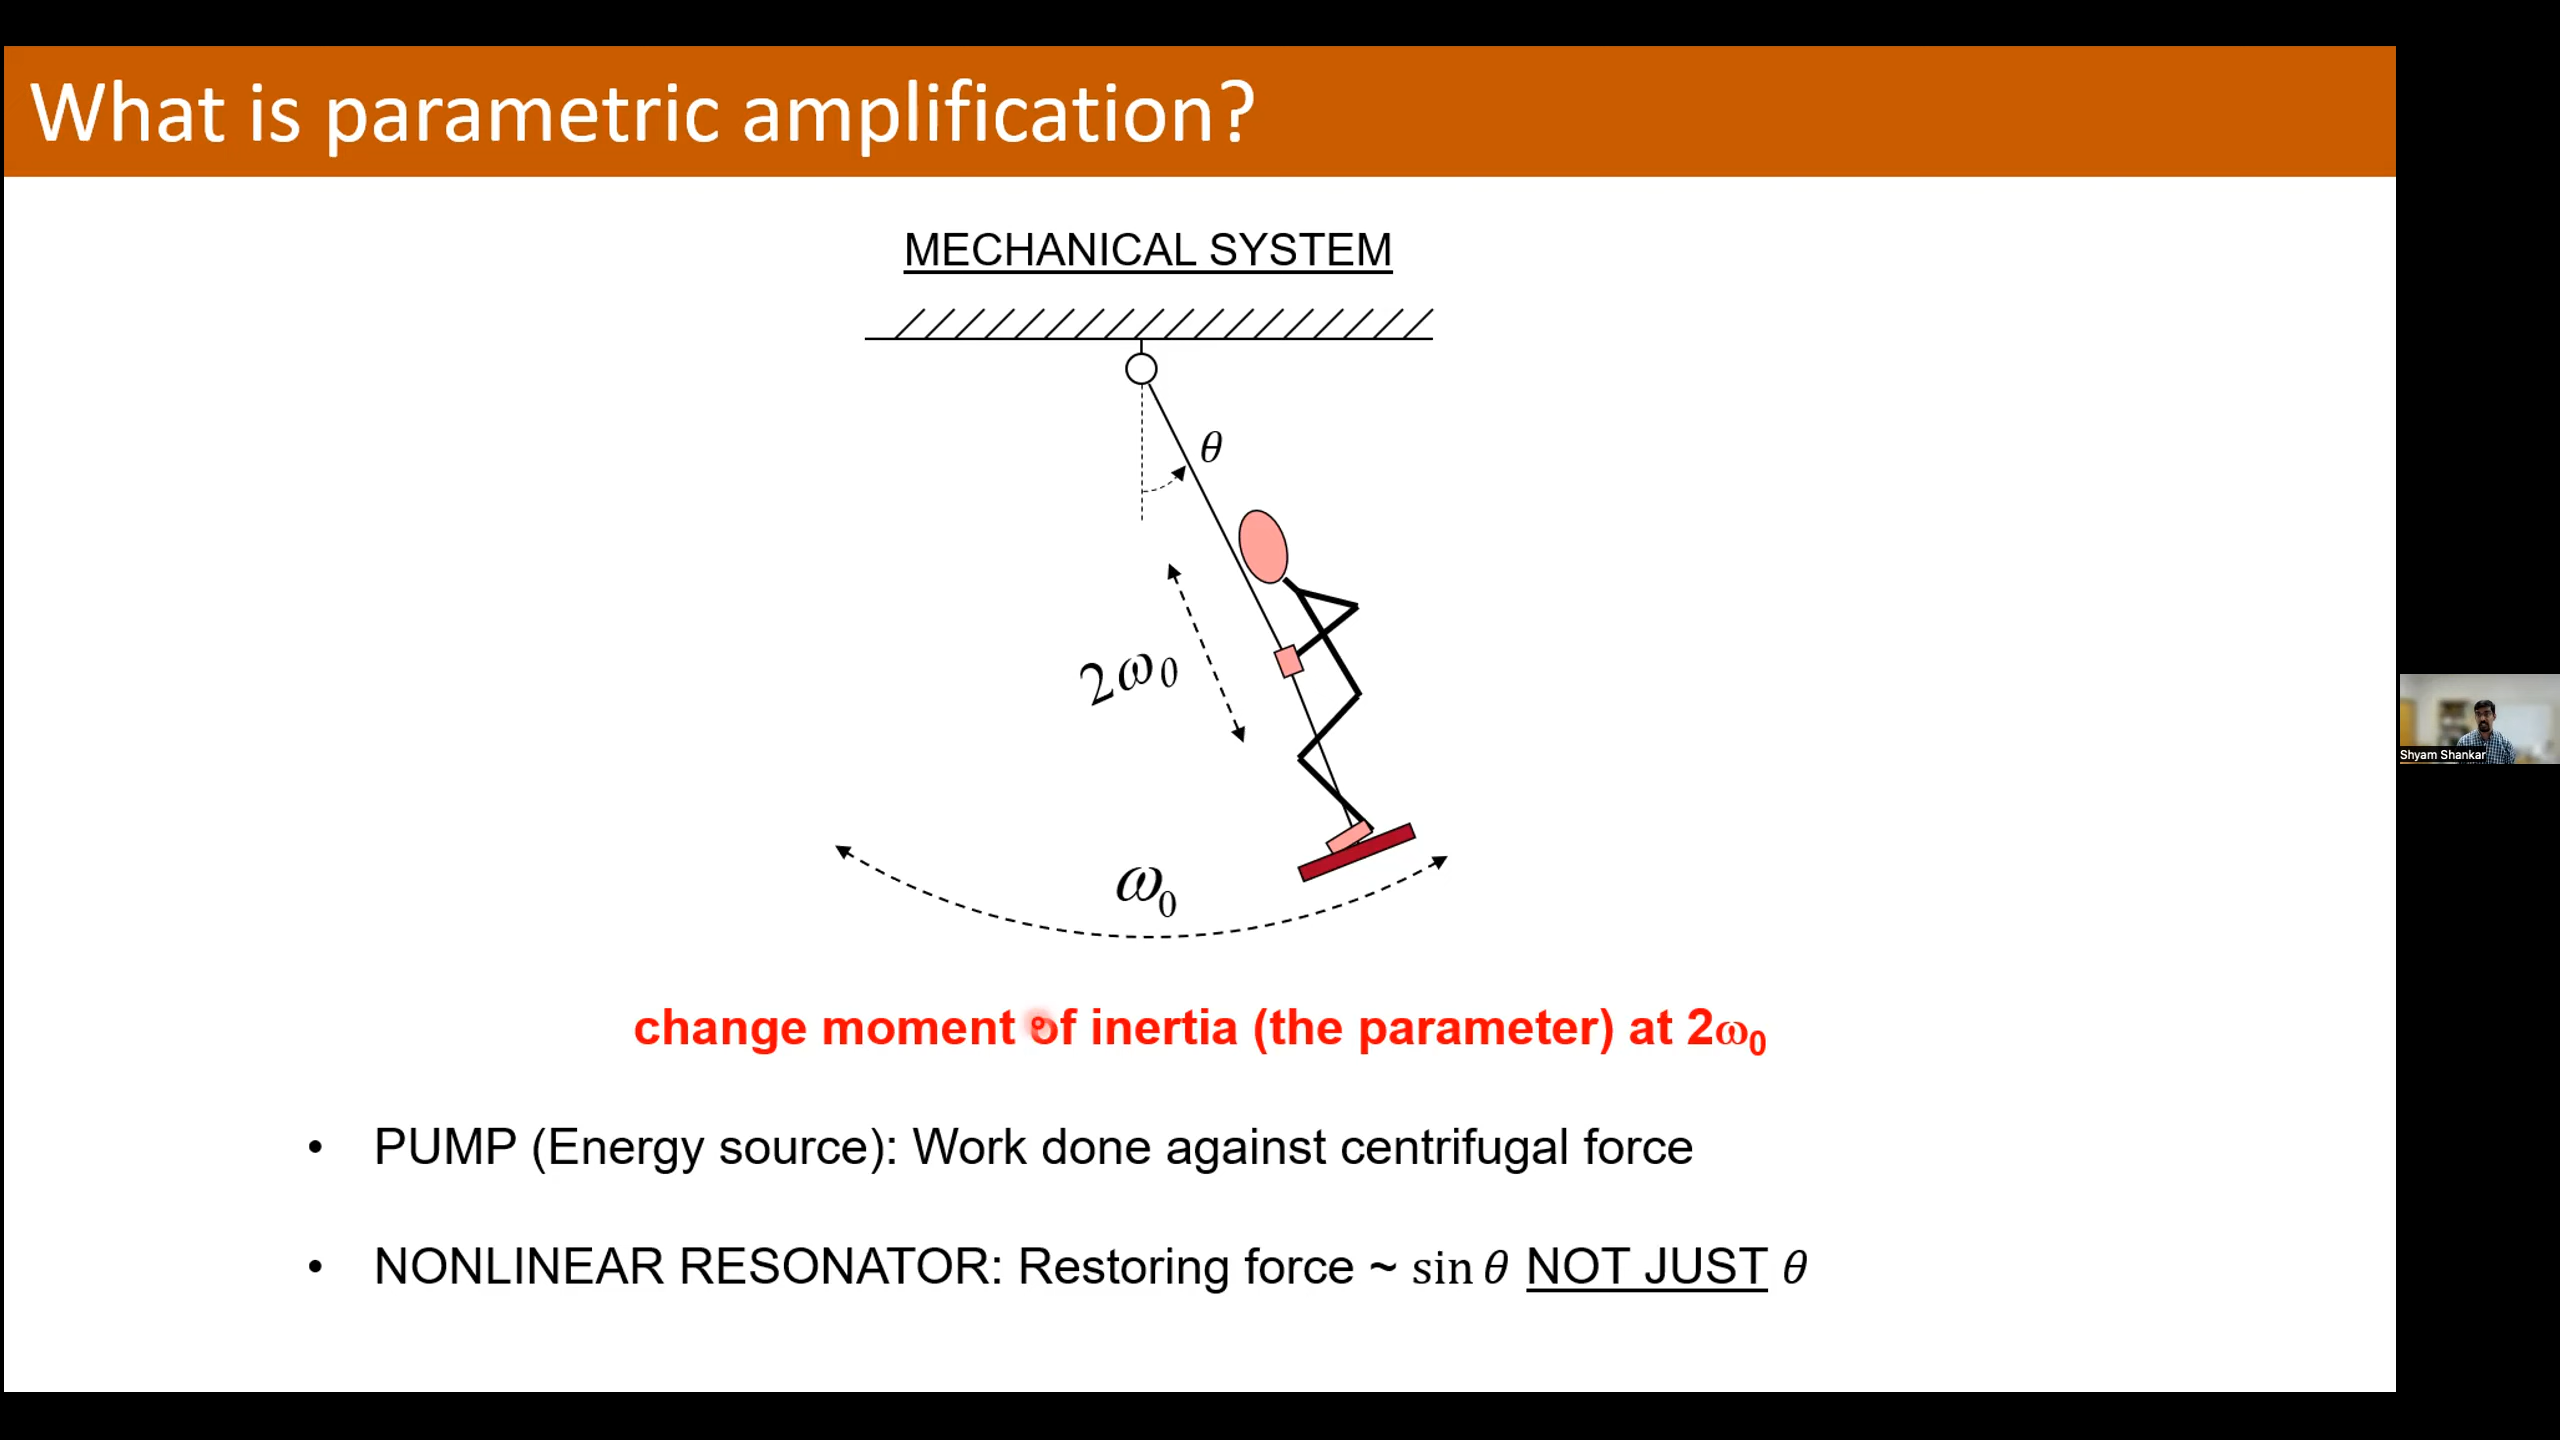 What is parametric amplification?
MECHANICAL SYSTEM
θ
2ω₀
Shyam Shankar
ω₀
change moment of inertia (the parameter) at 2ω₀
• PUMP (Energy source): Work done against centrifugal force
• NONLINEAR RESONATOR: Restoring force ~ sin θ NOT JUST θ